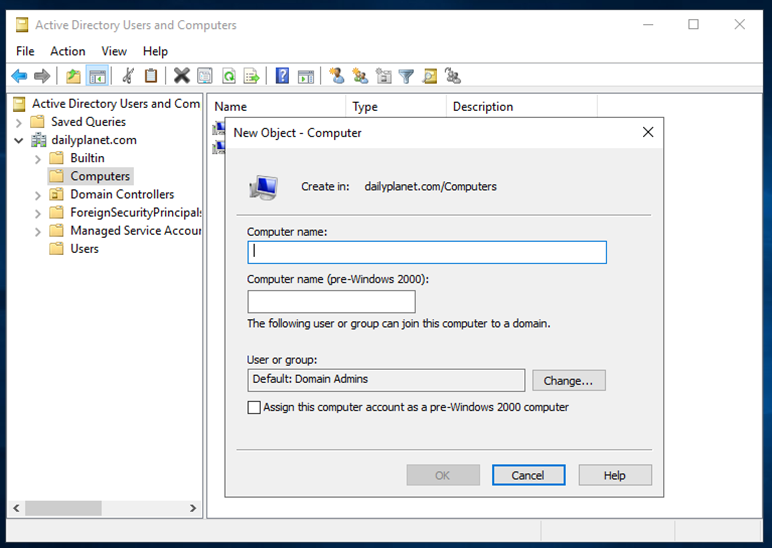 Active Directory Users and Computers
File Action View Help
Active Directory Users and Com
Saved Queries
dailyplanet.com
Builtin
Computers
Domain Controllers
ForeignSecurityPrincipals
Managed Service Accour
Users
Name Type Description
New Object - Computer
Create in: dailyplanet.com/Computers
Computer name:
Computer name (pre-Windows 2000):
The following user or group can join this computer to a domain.
User or group:
Default: Domain Admins
Change...
Assign this computer account as a pre-Windows 2000 computer
OK Cancel Help